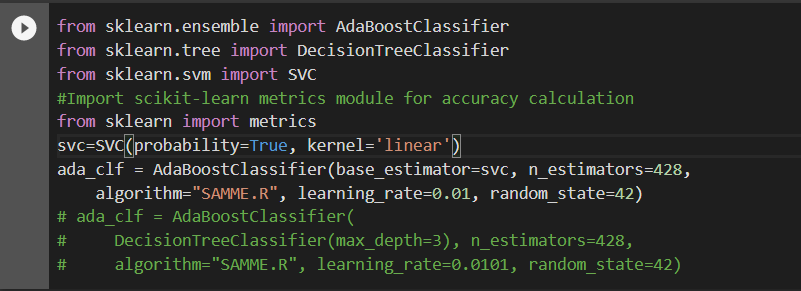 from sklearn.ensemble import AdaBoostClassifier
from sklearn.tree import DecisionTreeClassifier
from sklearn.svm import SVC
#Import scikit-learn metrics module for accuracy calculation
from sklearn import metrics
svc=SVC(probability=True, kernel='linear')
ada_clf = AdaBoostClassifier(base_estimator=svc, n_estimators=428,
    algorithm="SAMME.R", learning_rate=0.01, random_state=42)
# ada_clf = AdaBoostClassifier(
#     DecisionTreeClassifier(max_depth=3), n_estimators=428,
#     algorithm="SAMME.R", learning_rate=0.0101, random_state=42)